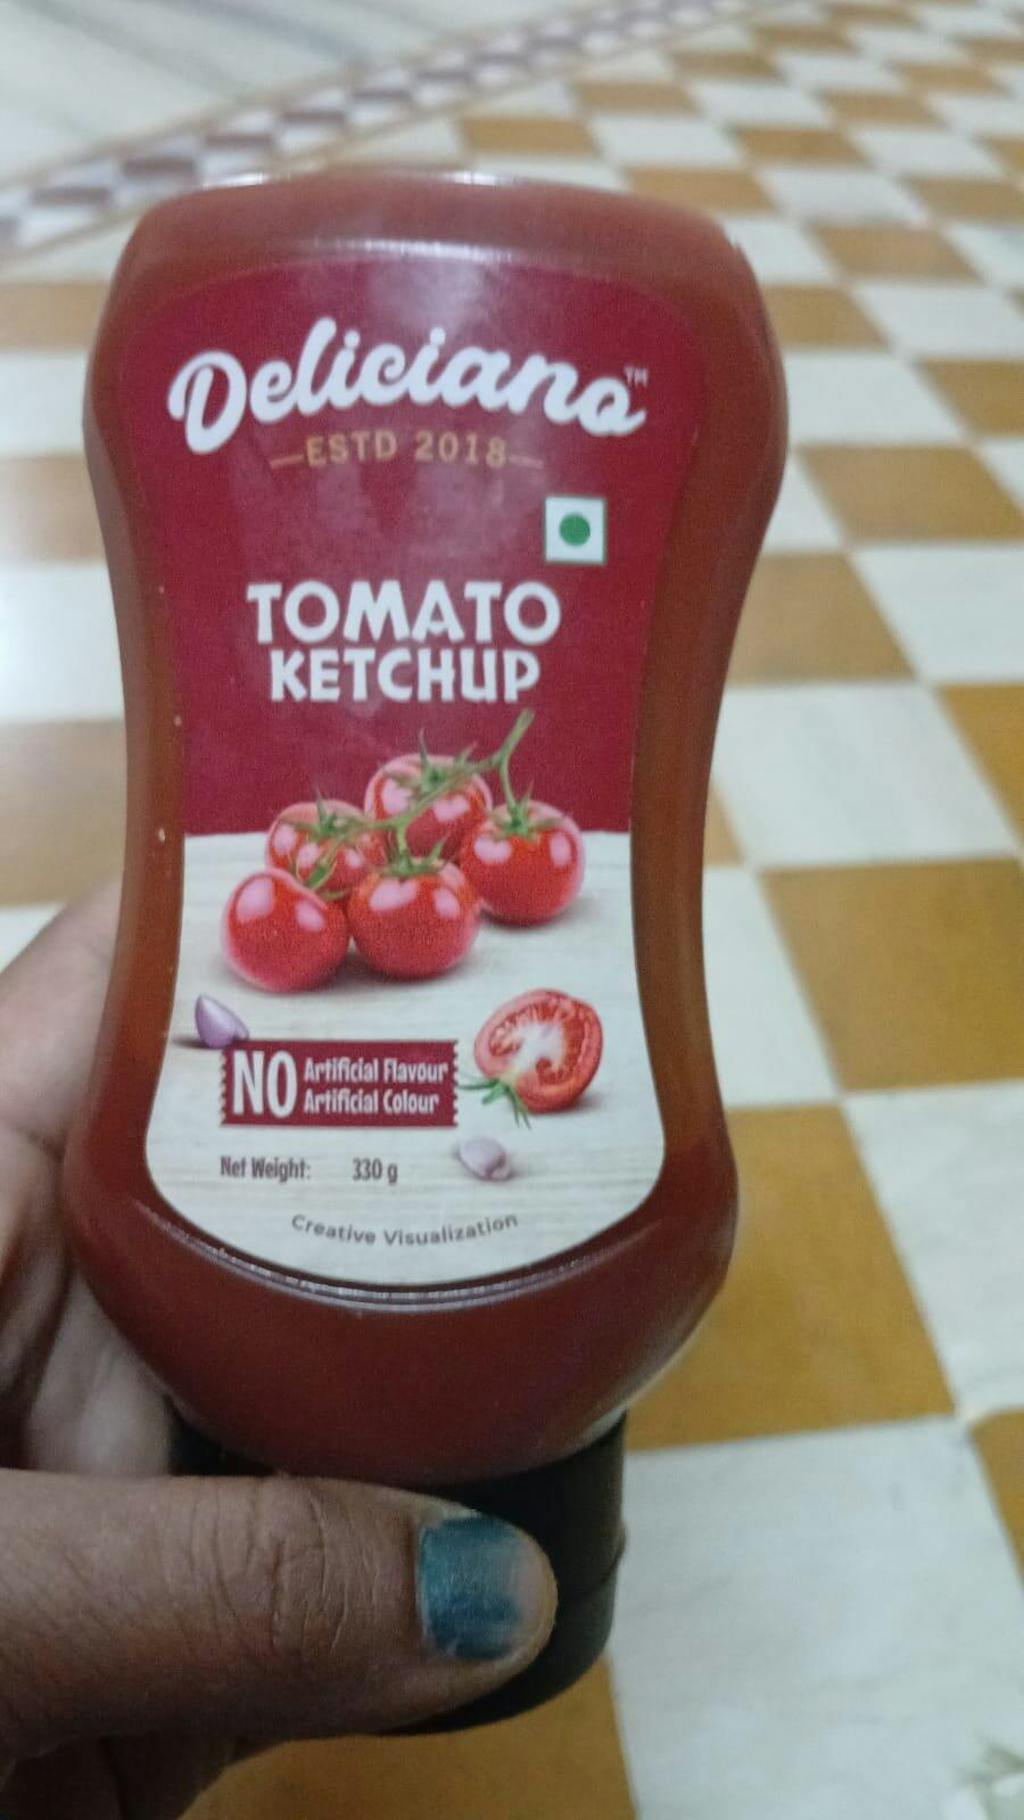 Deliciano™
ESTD 2018
TOMATO
KETCHUP
NO Artificial Flavour
Artificial Colour
Net Weight: 330 g
Creative Visualization